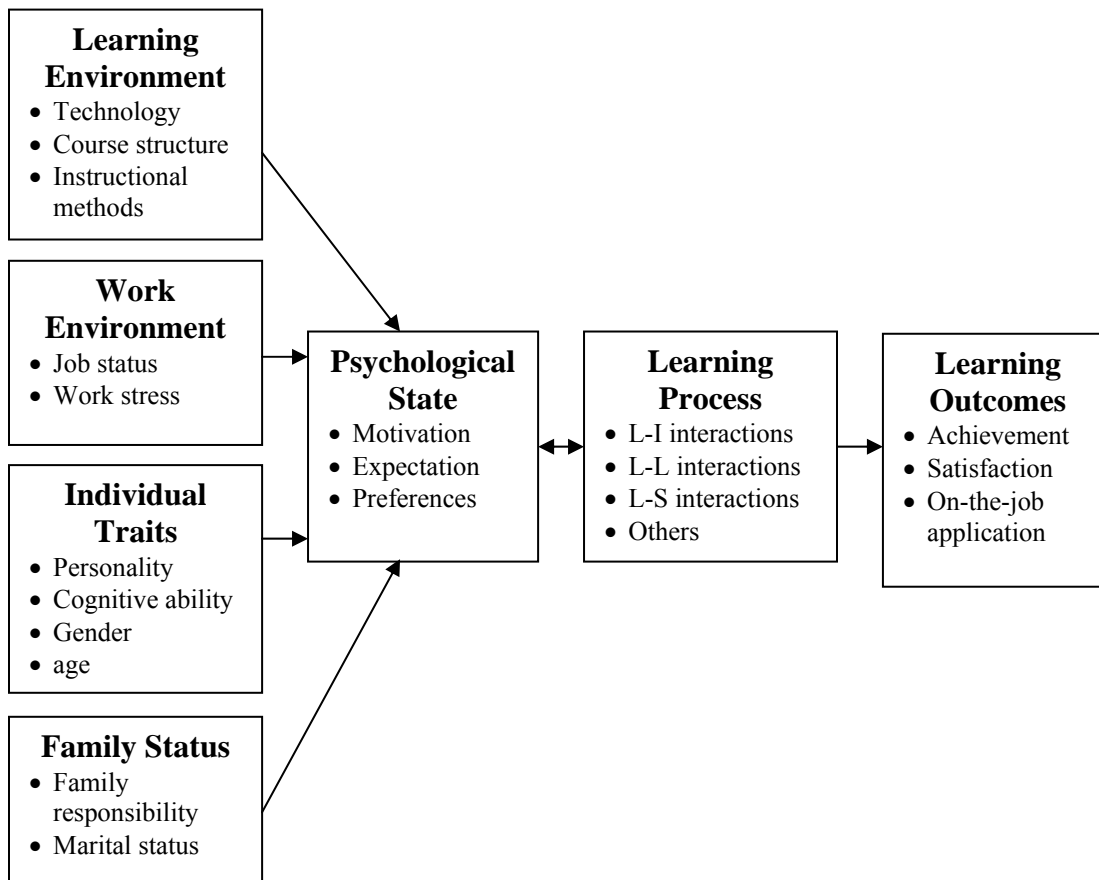 Learning
Environment
• Technology
• Course structure
• Instructional
methods
Work
Environment
• Job status
• Work stress
Individual
Traits
• Personality
• Cognitive ability
• Gender
• age
Family Status
• Family
responsibility
• Marital status
Psychological
State
• Motivation
• Expectation
• Preferences
Learning
Process
• L-I interactions
• L-L interactions
• L-S interactions
• Others
Learning
Outcomes
• Achievement
• Satisfaction
• On-the-job
application